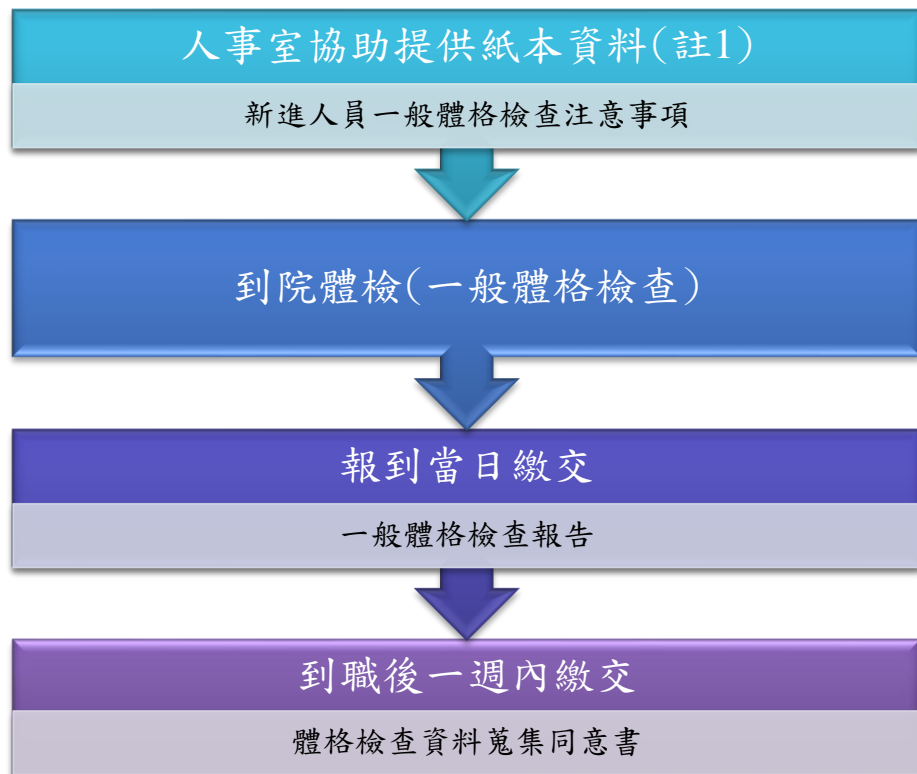 人事室協助提供紙本資料(註1)
新進人員一般體格檢查注意事項
到院體檢(一般體格檢查)
報到當日繳交
一般體格檢查報告
到職後一週內繳交
體格檢查資料蒐集同意書